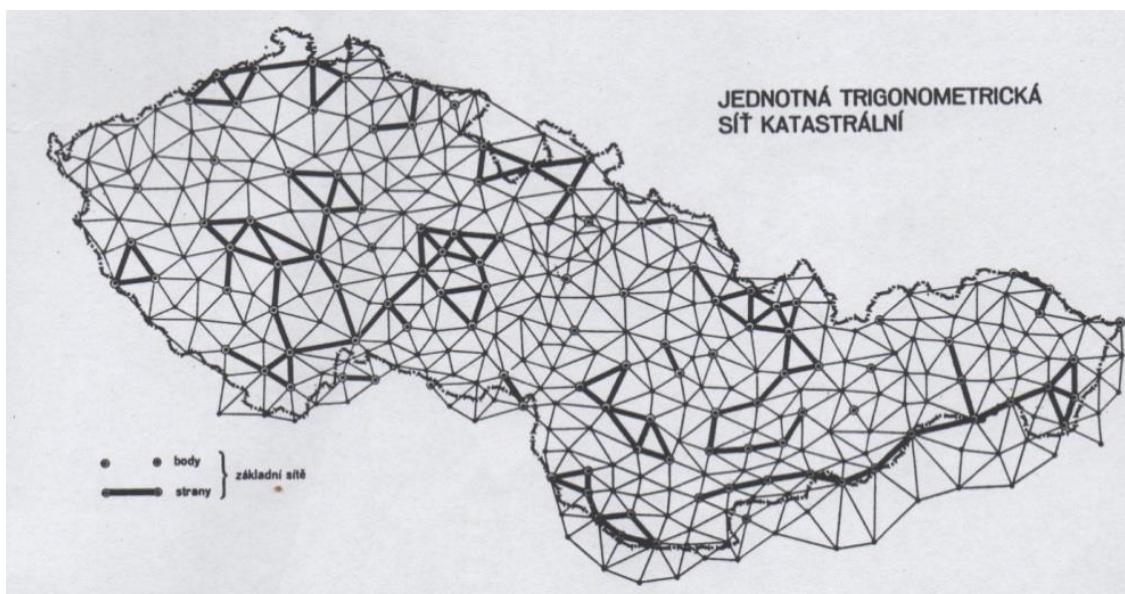 JEDNOTNÁ TRIGONOMETRICKÁ
SÍŤ KATASTRÁLNÍ
body
základní sítě
strany